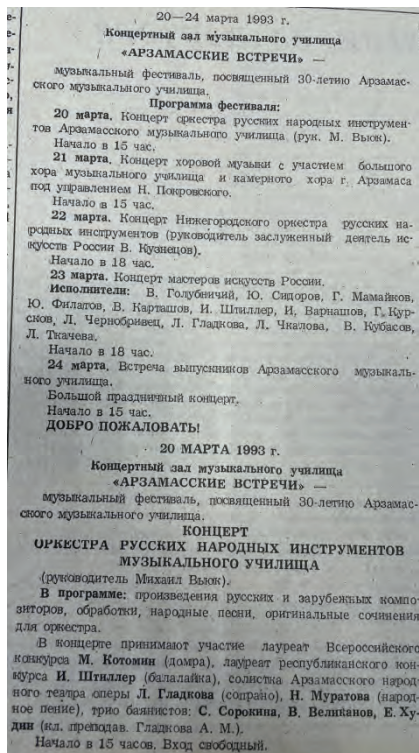 20—24 марта 1993 г.
Концертный зал музыкального училища
«АРЗАМАССКИЕ ВСТРЕЧИ» —
музыкальный фестиваль, посвященный 30-летию Арзамас-
ского музыкального училища.
Программа фестиваля:
20 марта. Концерт оркестра русских народных инструмен-
тов Арзамасского музыкального училища (рук. М. Вьюк).
Начало в 15 час.
21 марта. Концерт хоровой музыки с участием большого
хора музыкального училища и камерного хора г. Арзамаса
под управлением Н. Покровского.
Начало в 15 час.
22 марта. Концерт Нижегородского оркестра русских на-
родных инструментов (руководитель заслуженный деятель ис-
кусств России В. Кузнецов).
Начало в 18 час.
23 марта. Концерт мастеров искусств России.
Исполнители: В. Голубничий, Ю. Сидоров, Г. Мамайков,
Ю. Филатов, В. Карташов, И. Штиллер, И. Варнашов, Г. Кур-
сков, Л. Чернобривец, Л. Гладкова, Л. Чкалова, В. Кубасов,
Л. Ткачева.
Начало в 18 час.
24 марта. Встреча выпускников Арзамасского музыкаль-
ного училища.
Большой праздничный концерт.
Начало в 15 час.
ДОБРО ПОЖАЛОВАТЬ!
20 МАРТА 1993 г.
Концертный зал музыкального училища
«АРЗАМАССКИЕ ВСТРЕЧИ» —
музыкальный фестиваль, посвященный 30-летию Арзамас-
ского музыкального училища.
КОНЦЕРТ
ОРКЕСТРА РУССКИХ НАРОДНЫХ ИНСТРУМЕНТОВ
МУЗЫКАЛЬНОГО УЧИЛИЩА
(руководитель Михаил Вьюк).
В программе: произведения русских и зарубежных компо-
зиторов, обработки, народные песни, оригинальные сочинения
для оркестра.
В концерте принимают участие лауреат Всероссийского
конкурса М. Котомин (домра), лауреат республиканского кон-
курса И. Штиллер (балалайка), солистка Арзамасского народ-
ного театра оперы Л. Гладкова (сопрано), Н. Муратова (народ-
ное пение), трио баянистов: С. Сорокина, В. Великанов, Е. Ху-
дин (кл. преподав. Гладкова А. М.).
Начало в 15 часов. Вход свободный.